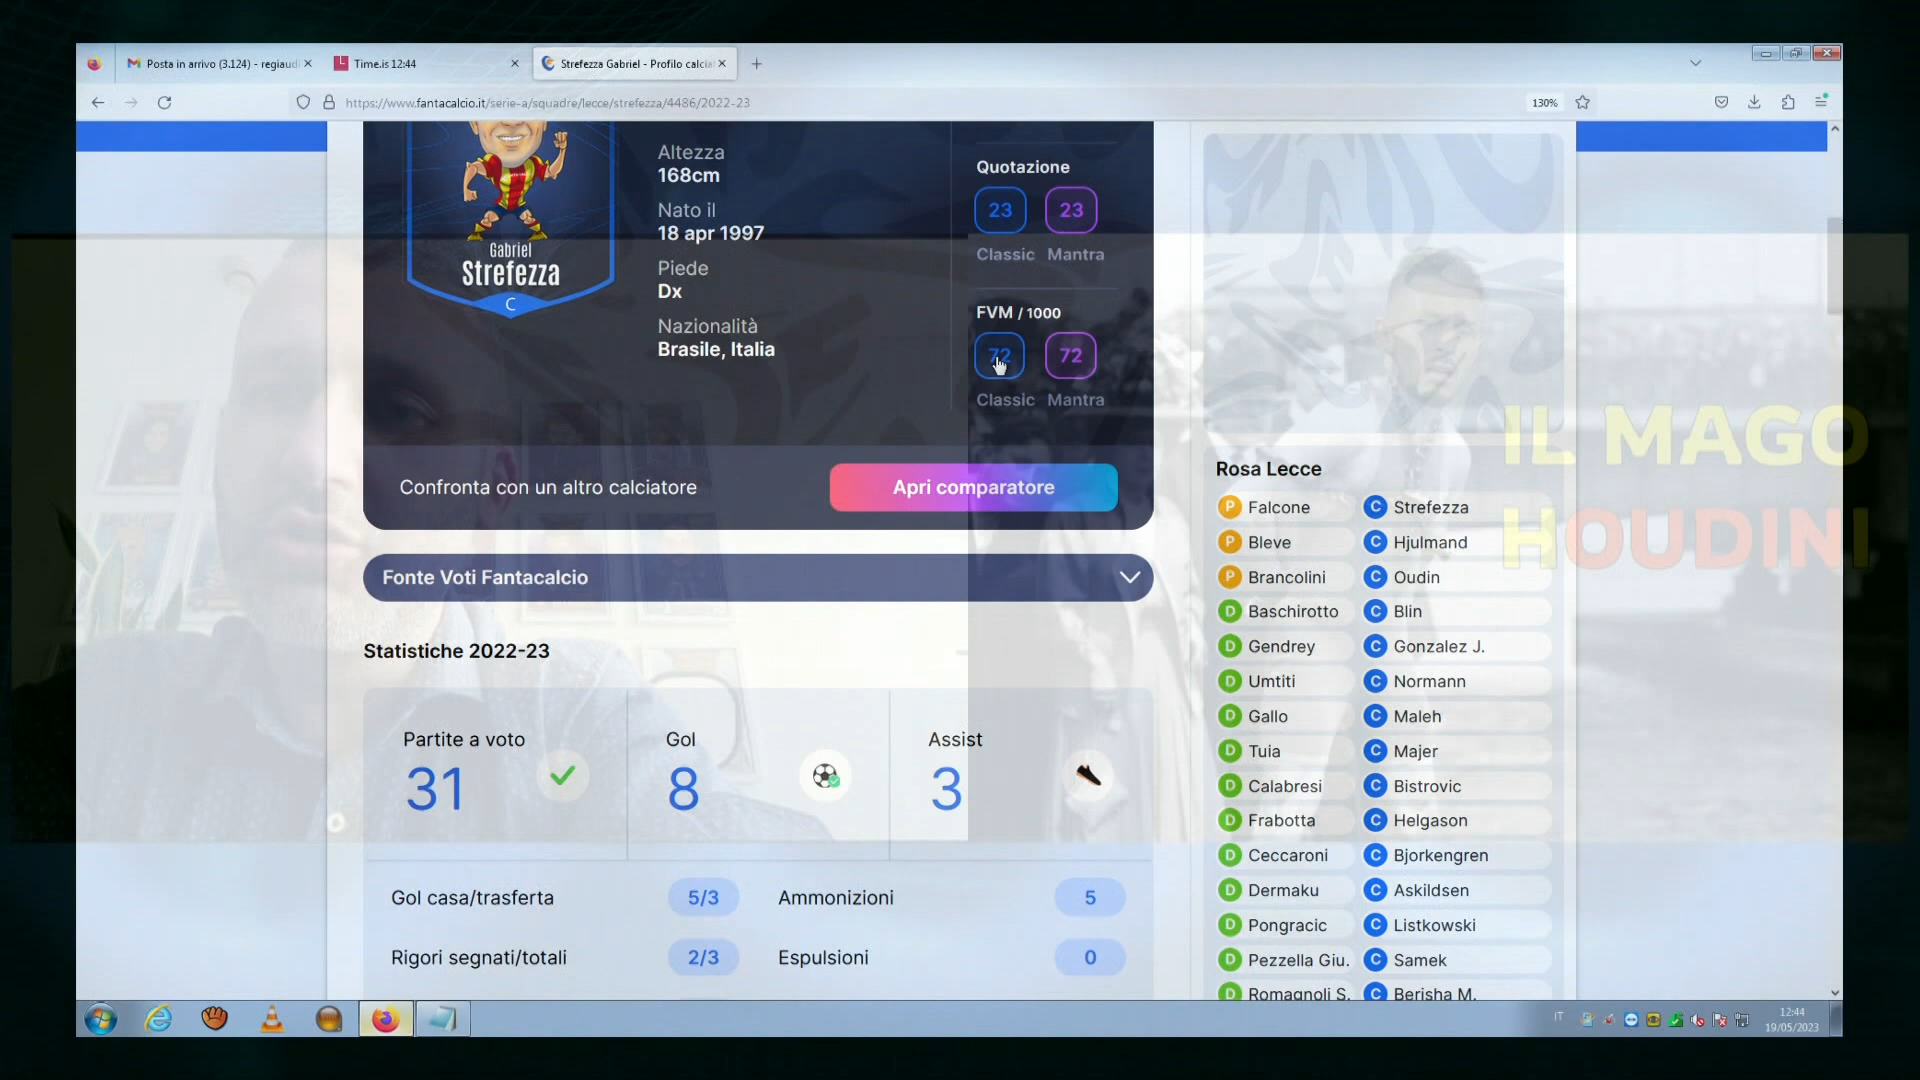 Posta in arrivo (3.124) - regiaud
Time.is 12:44
Strefezza Gabriel - Profilo calcia
https://www.fantacalcio.it/serie-a/squadre/lecce/strefezza/4486/2022-23
130%
Gabriel
Strefezza
C
Altezza
168cm
Nato il
18 apr 1997
Piede
Dx
Nazionalità
Brasile, Italia
Quotazione
23 23
Classic Mantra
FVM / 1000
72 72
Classic Mantra
Confronta con un altro calciatore
Apri comparatore
Fonte Voti Fantacalcio
Statistiche 2022-23
Partite a voto
31
Gol
8
Assist
3
Gol casa/trasferta 5/3
Ammonizioni 5
Rigori segnati/totali 2/3
Espulsioni 0
Rosa Lecce
P Falcone C Strefezza
P Bleve C Hjulmand
P Brancolini C Oudin
D Baschirotto C Blin
D Gendrey C Gonzalez J.
D Umtiti C Normann
D Gallo C Maleh
D Tuia C Majer
D Calabresi C Bistrovic
D Frabotta C Helgason
D Ceccaroni C Bjorkengren
D Dermaku C Askildsen
D Pongracic C Listkowski
D Pezzella Giu. C Samek
D Romagnoli S. C Berisha M.
IL MAGO
HOUDINI
IT
12:44
19/05/2023